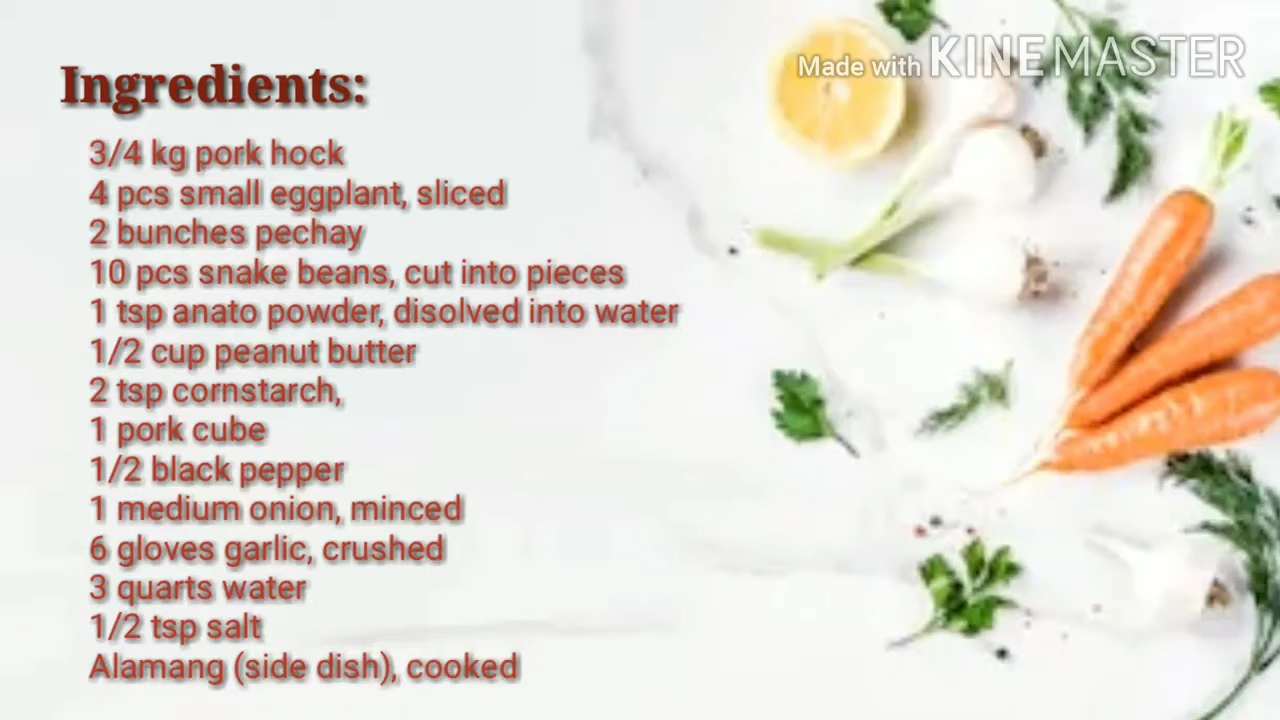 Made with KINEMASTER
Ingredients:
3/4 kg pork hock
4 pcs small eggplant, sliced
2 bunches pechay
10 pcs snake beans, cut into pieces
1 tsp anato powder, disolved into water
1/2 cup peanut butter
2 tsp cornstarch,
1 pork cube
1/2 black pepper
1 medium onion, minced
6 gloves garlic, crushed
3 quarts water
1/2 tsp salt
Alamang (side dish), cooked